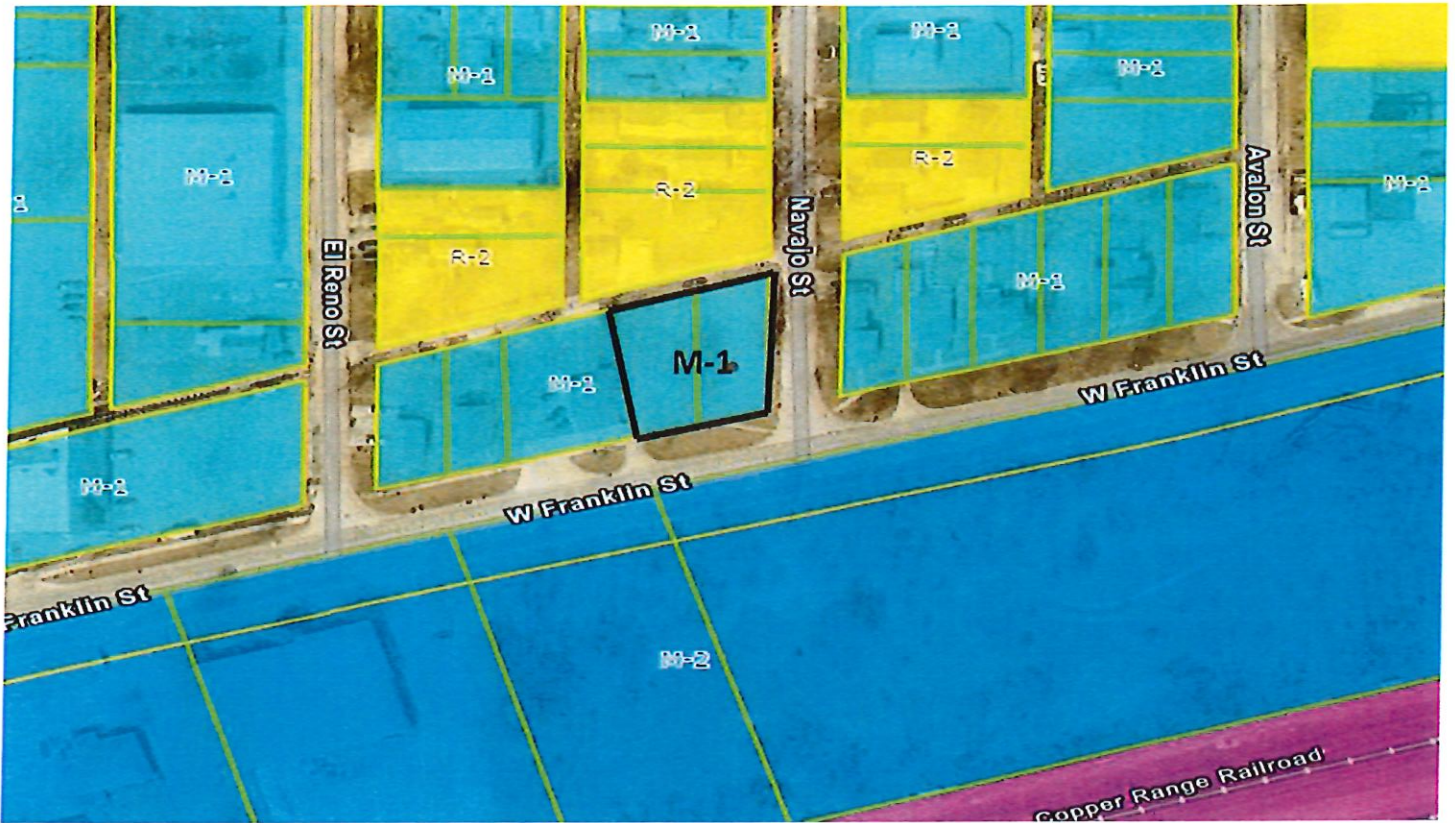 M-1
M-1
M-1
M-1
M-1
R-2
R-2
M-1
M-1
1
Avalon St
Navajo St
El Reno St
R-2
M-1
M-1
M-1
M-1
W Franklin St
W Franklin St
Franklin St
M-2
Copper Range Railroad